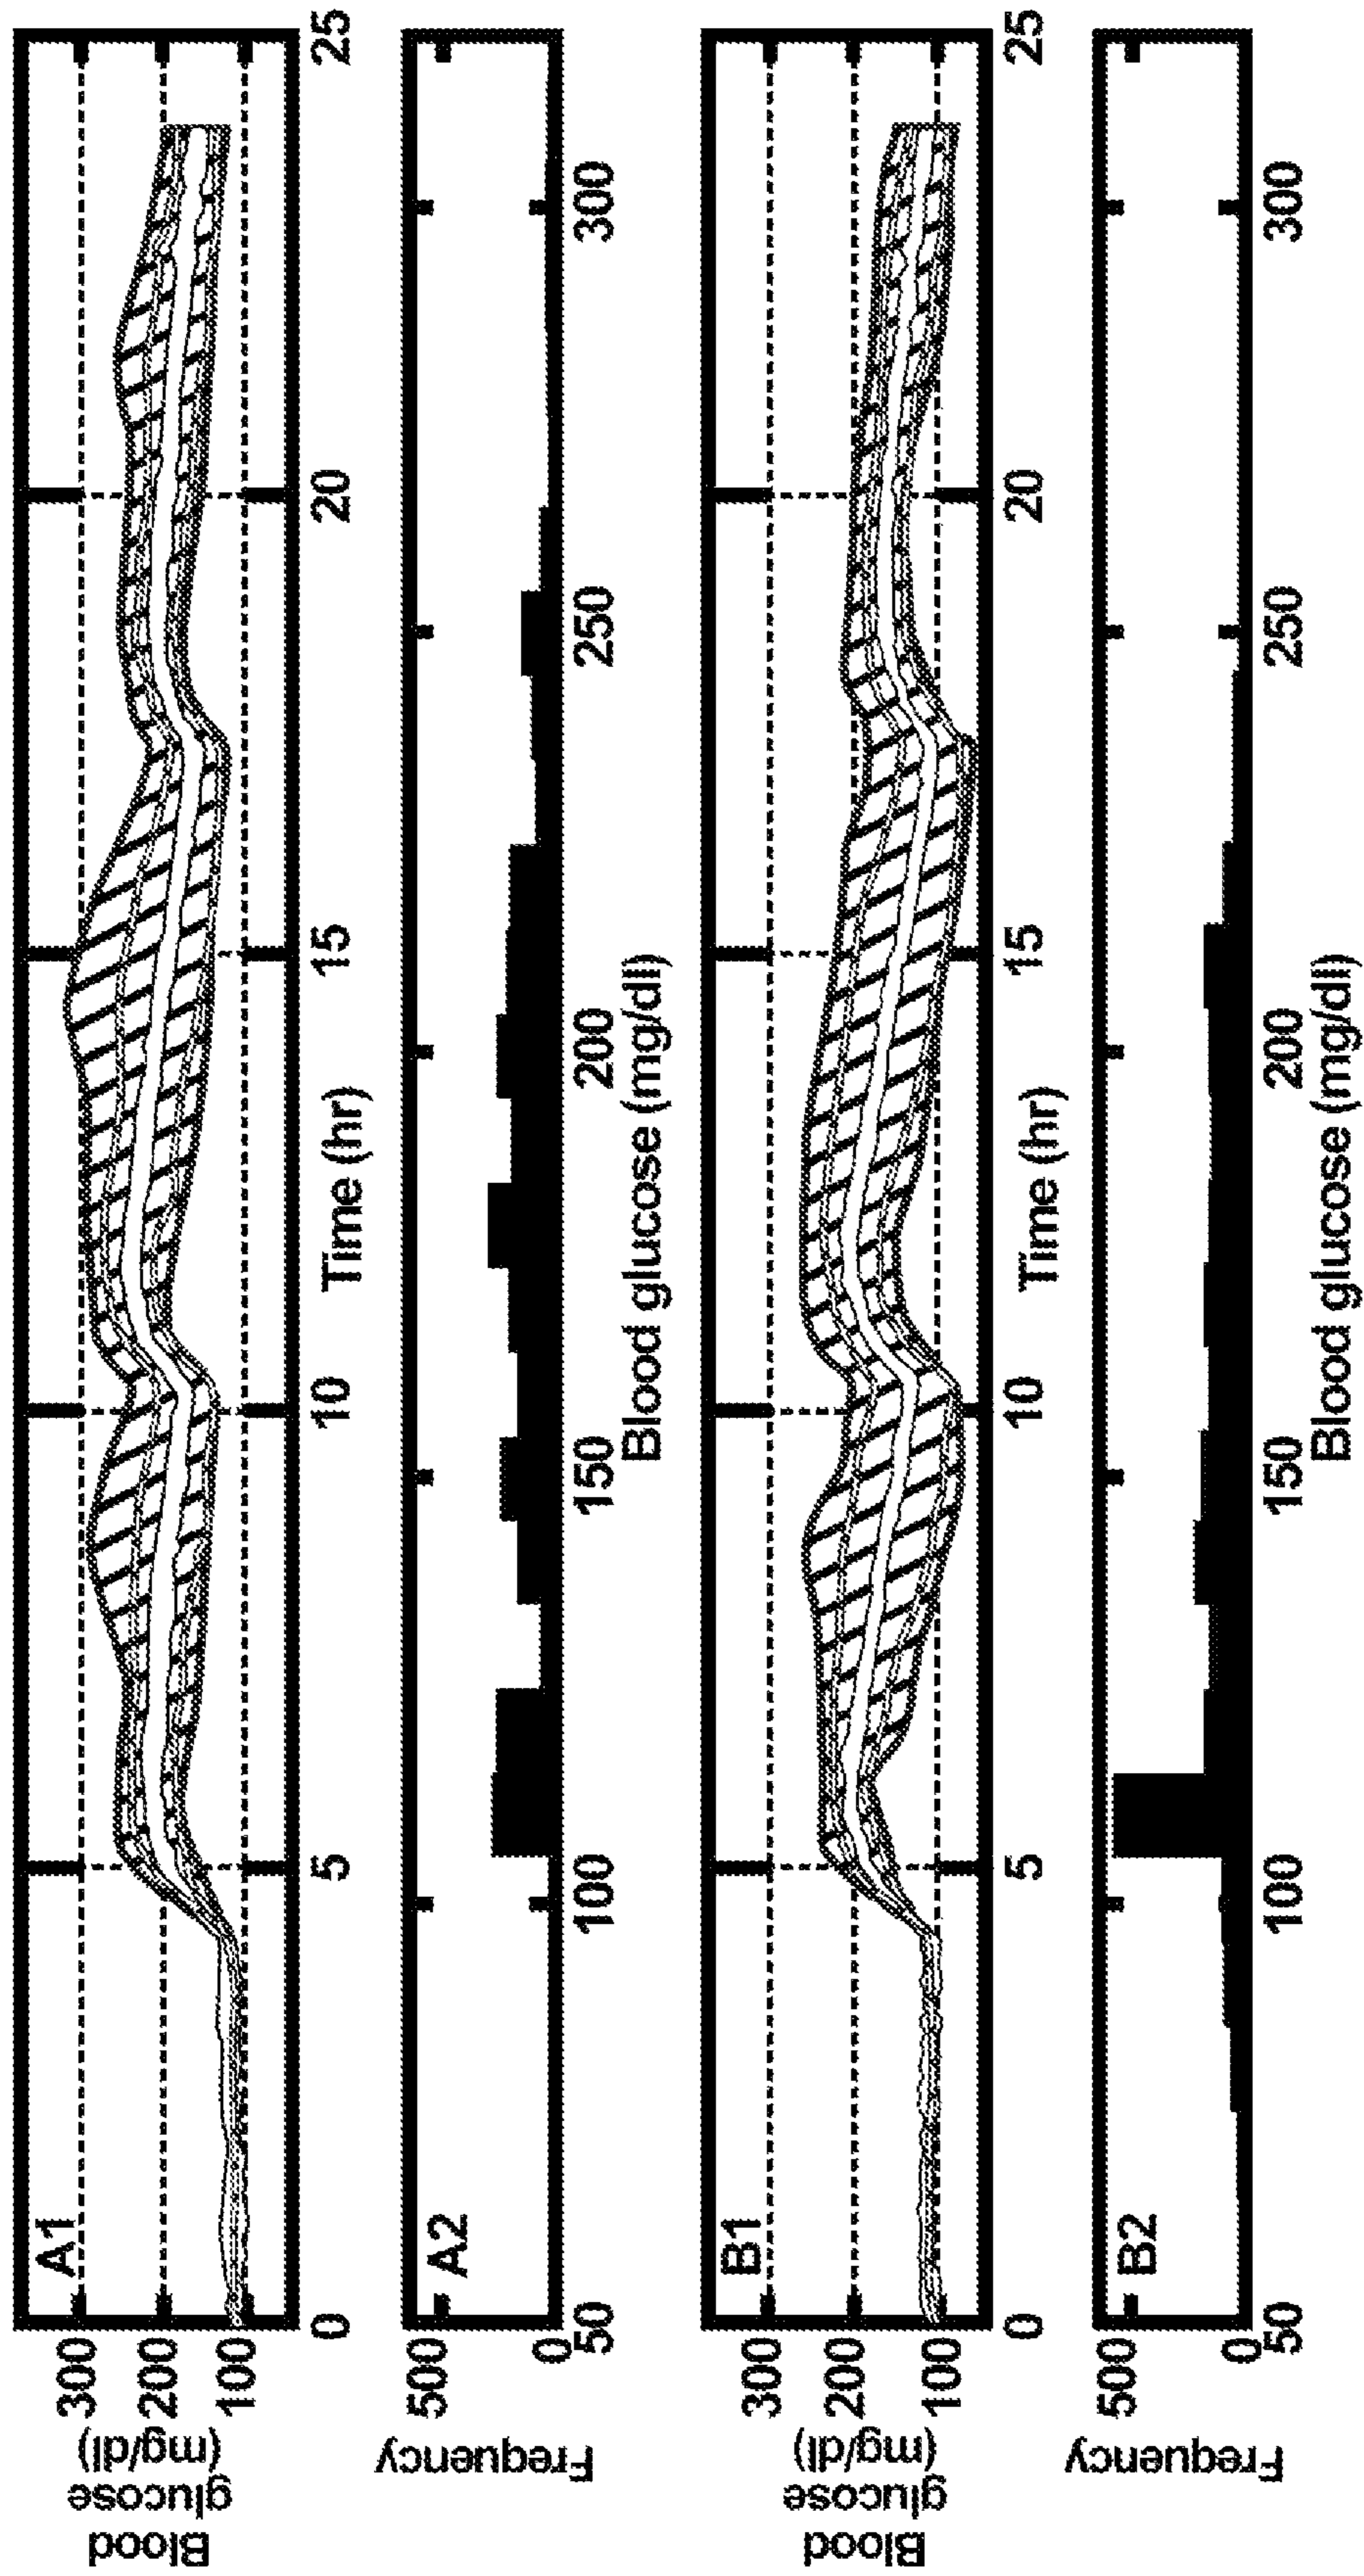 A1
Blood
glucose
(mg/dl)
300
200
100
0
5
10
15
20
25
Time (hr)
A2
Frequency
500
0
50
100
150
200
250
300
Blood glucose (mg/dl)
B1
Blood
glucose
(mg/dl)
300
200
100
0
5
10
15
20
25
Time (hr)
B2
Frequency
500
0
50
100
150
200
250
300
Blood glucose (mg/dl)